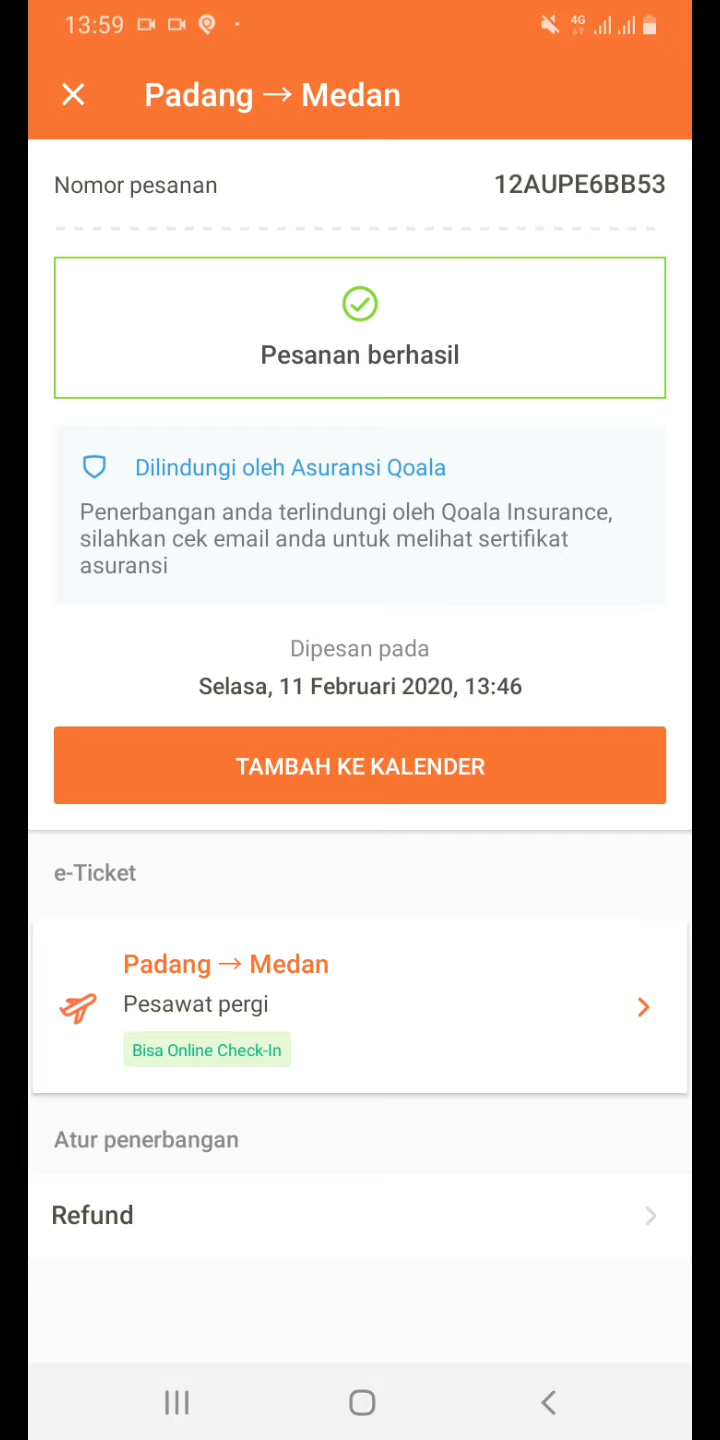 13:59
4G
Padang → Medan
Nomor pesanan 12AUPE6BB53
Pesanan berhasil
Dilindungi oleh Asuransi Qoala
Penerbangan anda terlindungi oleh Qoala Insurance,
silahkan cek email anda untuk melihat sertifikat
asuransi
Dipesan pada
Selasa, 11 Februari 2020, 13:46
TAMBAH KE KALENDER
e-Ticket
Padang → Medan
Pesawat pergi
Bisa Online Check-In
Atur penerbangan
Refund